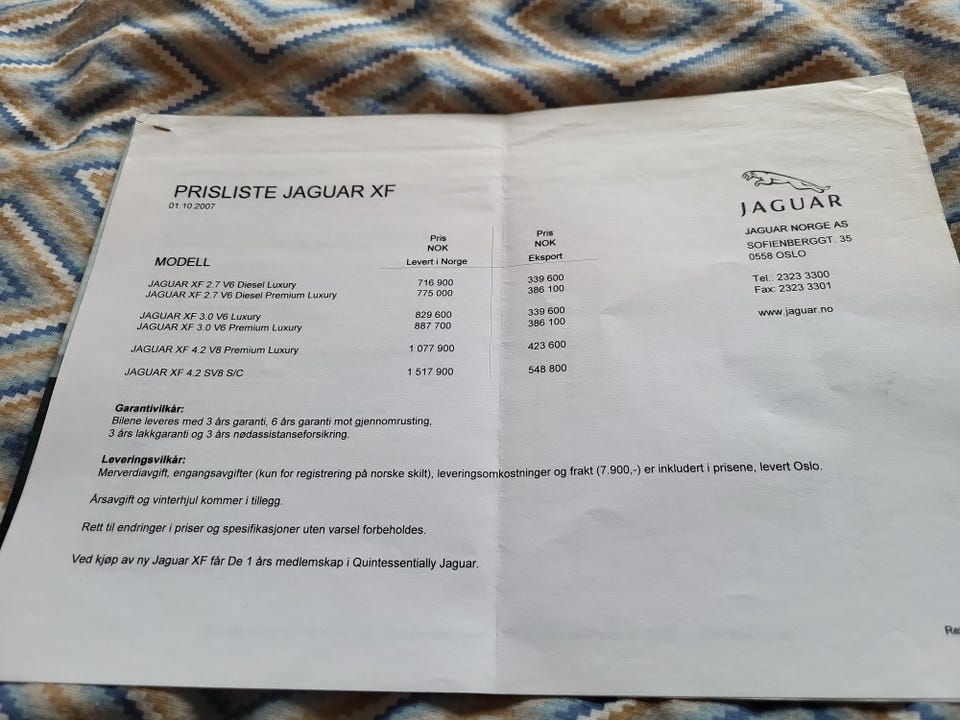 PRISLISTE JAGUAR XF
01.10.2007
JAGUAR
JAGUAR NORGE AS
SOFIENBERGGT. 35
0558 OSLO
Tel.: 2323 3300
Fax: 2323 3301
www.jaguar.no
Pris Pris
NOK NOK
MODELL Levert i Norge Eksport
JAGUAR XF 2.7 V6 Diesel Luxury 716 900 339 600
JAGUAR XF 2.7 V6 Diesel Premium Luxury 775 000 386 100
JAGUAR XF 3.0 V6 Luxury 829 600 339 600
JAGUAR XF 3.0 V6 Premium Luxury 887 700 386 100
JAGUAR XF 4.2 V8 Premium Luxury 1 077 900 423 600
JAGUAR XF 4.2 SV8 S/C 1 517 900 548 800
Garantivilkår:
Bilene leveres med 3 års garanti, 6 års garanti mot gjennomrusting,
3 års lakkgaranti og 3 års nødassistanseforsikring.
Leveringsvilkår:
Merverdiavgift, engangsavgifter (kun for registrering på norske skilt), leveringsomkostninger og frakt (7.900,-) er inkludert i prisene, levert Oslo.
Årsavgift og vinterhjul kommer i tillegg.
Rett til endringer i priser og spesifikasjoner uten varsel forbeholdes.
Ved kjøp av ny Jaguar XF får De 1 års medlemskap i Quintessentially Jaguar.